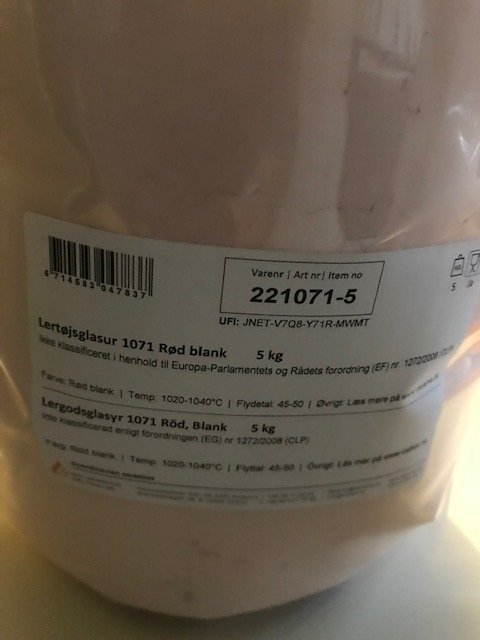 5 714683 047837
Varenr | Art nr | Item no
221071-5
UFI: JNET-V7Q8-Y71R-MWMT
KG
5 Ja
Lertøjsglasur 1071 Rød blank 5 kg
Ikke klassificeret i henhold til Europa-Parlamentets og Rådets forordning (EF) nr. 1272/2008 (CLP)
Farve: Rød blank | Temp: 1020-1040°C | Flydetal: 45-50 | Øvrigt: Læs mere på
Lergodsglasyr 1071 Röd, Blank 5 kg
inte klassificerad enligt förordningen (EG) nr 1272/2008 (CLP)
Färg: Röd blank | Temp: 1020-1040°C | Flyttal: 45-50 | Övrigt: Läs mer på